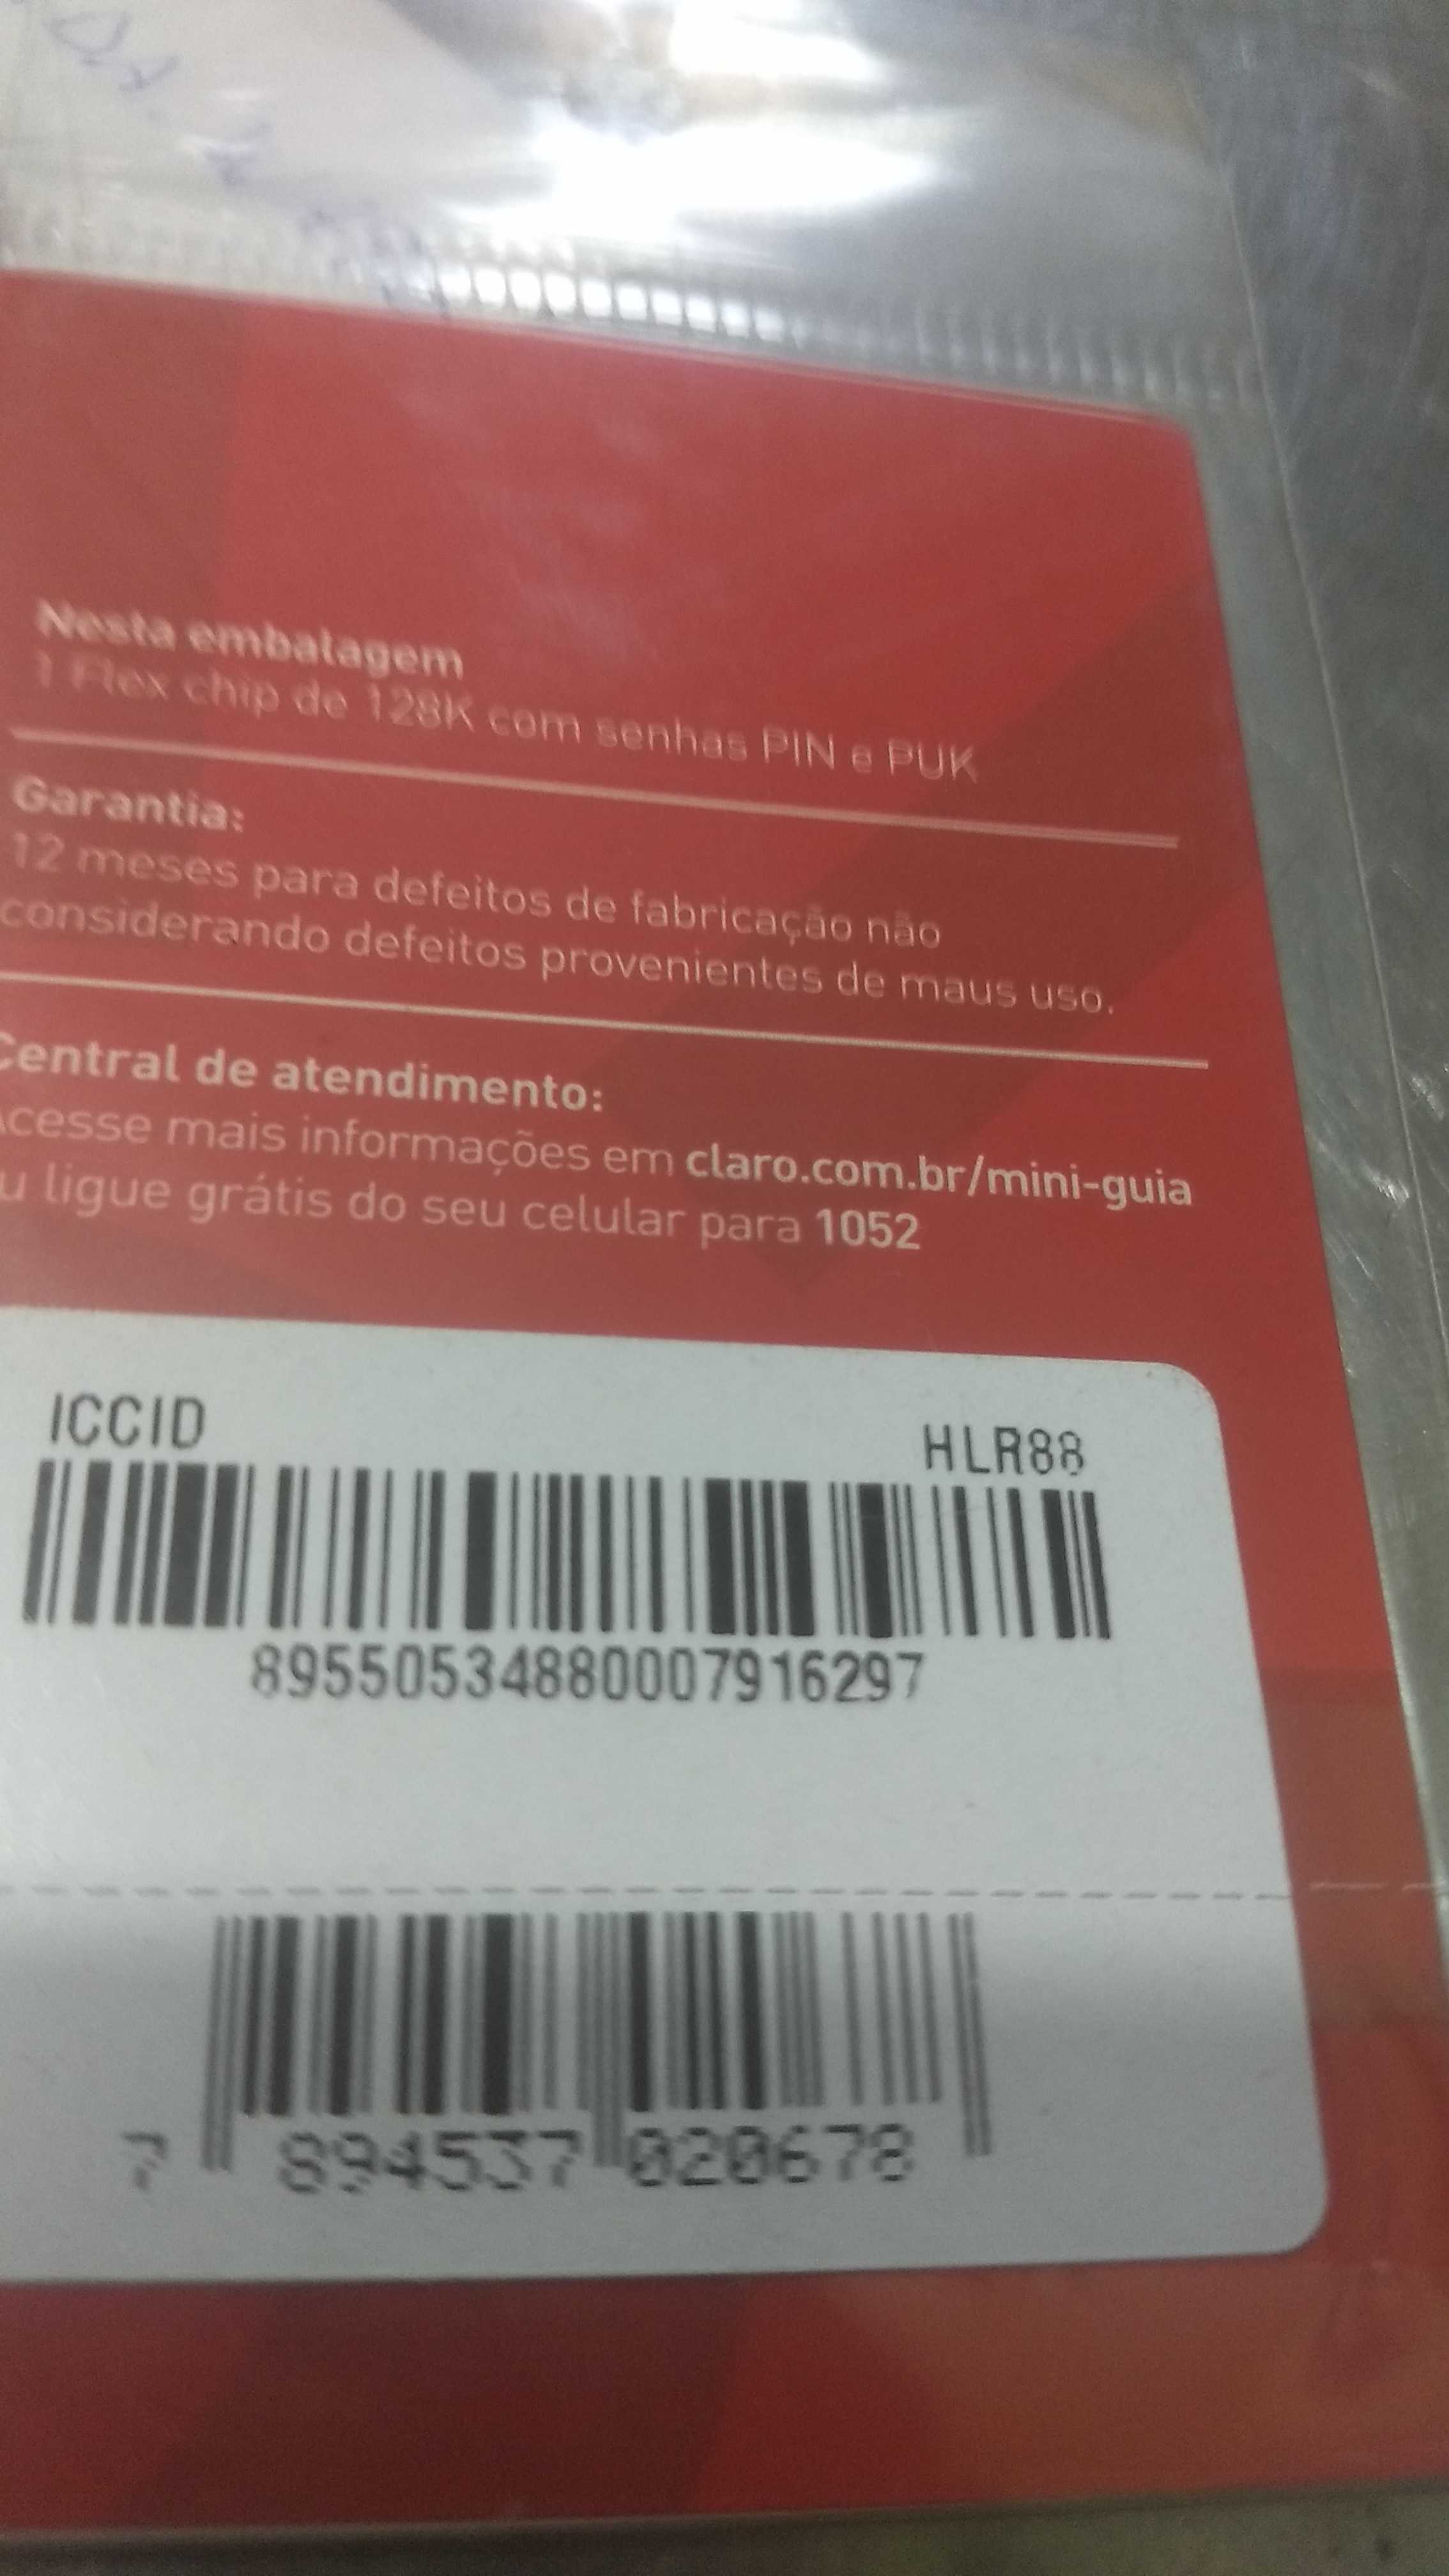 Nesta embalagem
1 Flex chip de 128K com senhas PIN e PUK
Garantia:
12 meses para defeitos de fabricação não
considerando defeitos provenientes de maus uso.
Central de atendimento:
Acesse mais informações em claro.com.br/mini-guia
u ligue grátis do seu celular para 1052
ICCID HLR88
89550534880007916297
7 894537 020678